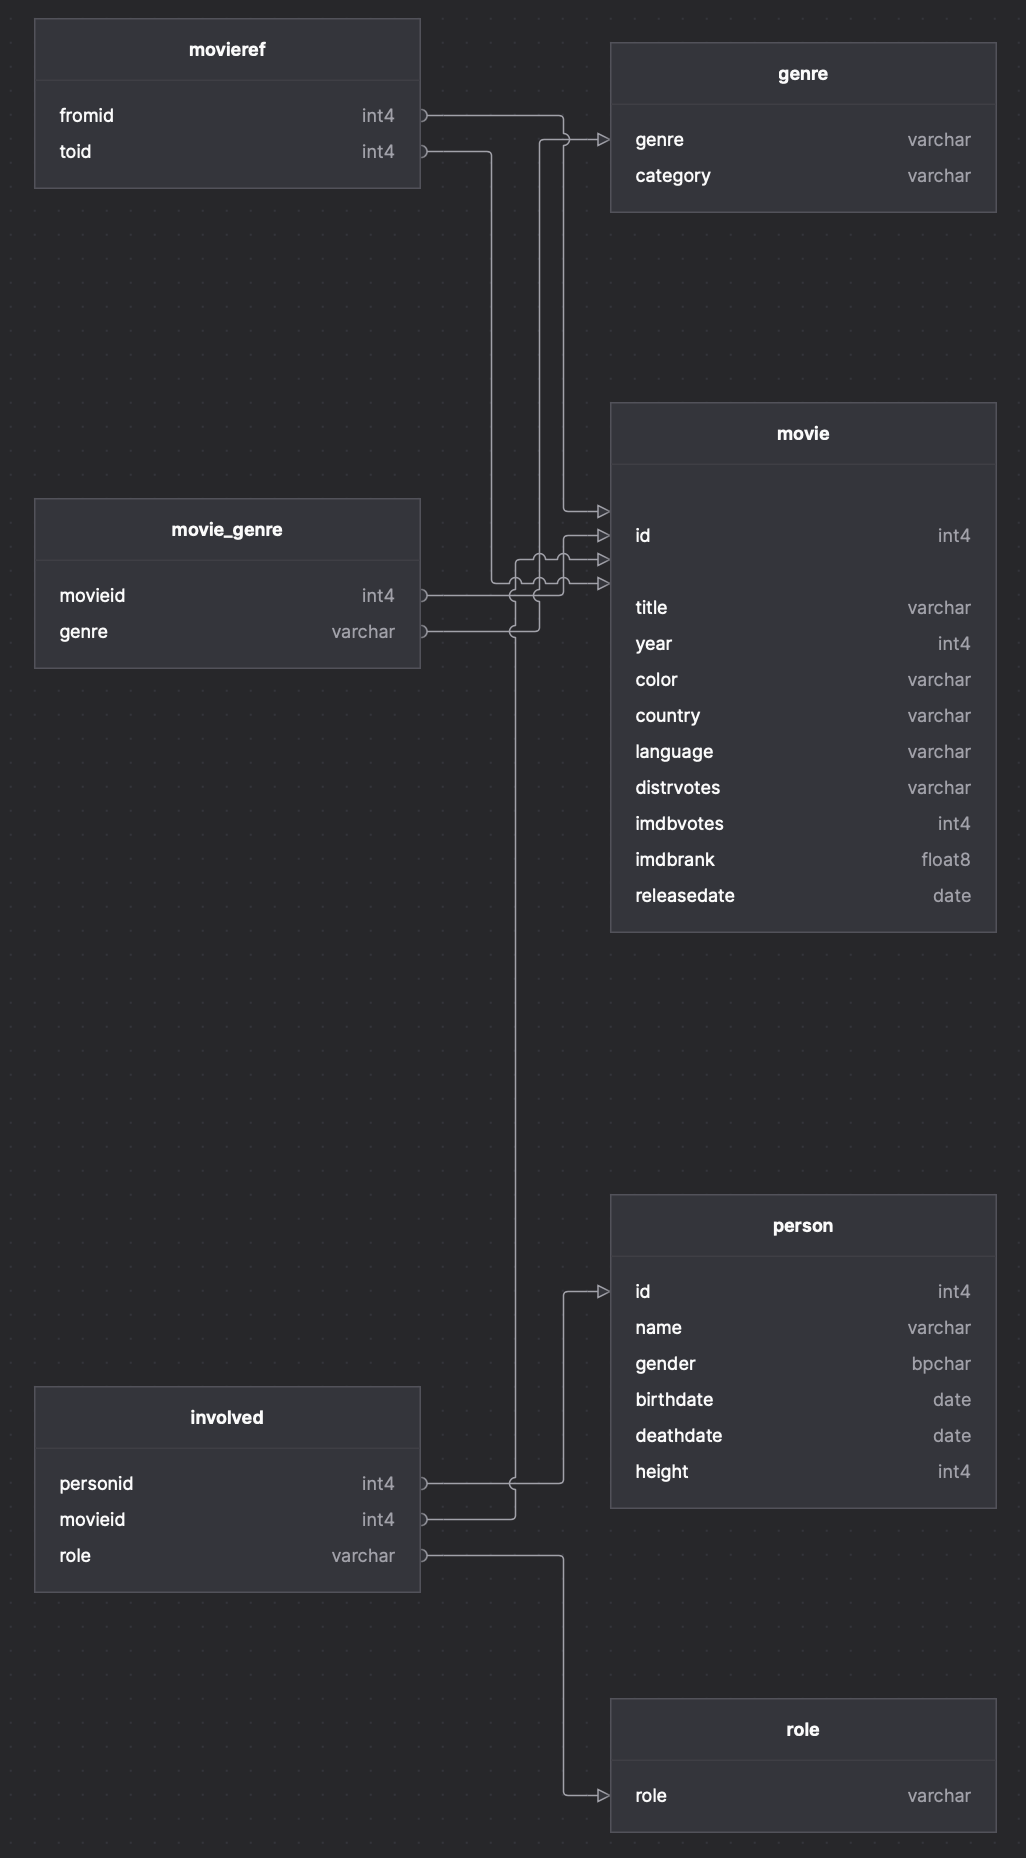 movieref
fromid int4
toid int4
genre
genre varchar
category varchar
movie
id int4
title varchar
year int4
color varchar
country varchar
language varchar
distrvotes varchar
imdbvotes int4
imdbrank float8
releasedate date
movie_genre
movieid int4
genre varchar
person
id int4
name varchar
gender bpchar
birthdate date
deathdate date
height int4
involved
personid int4
movieid int4
role varchar
role
role varchar